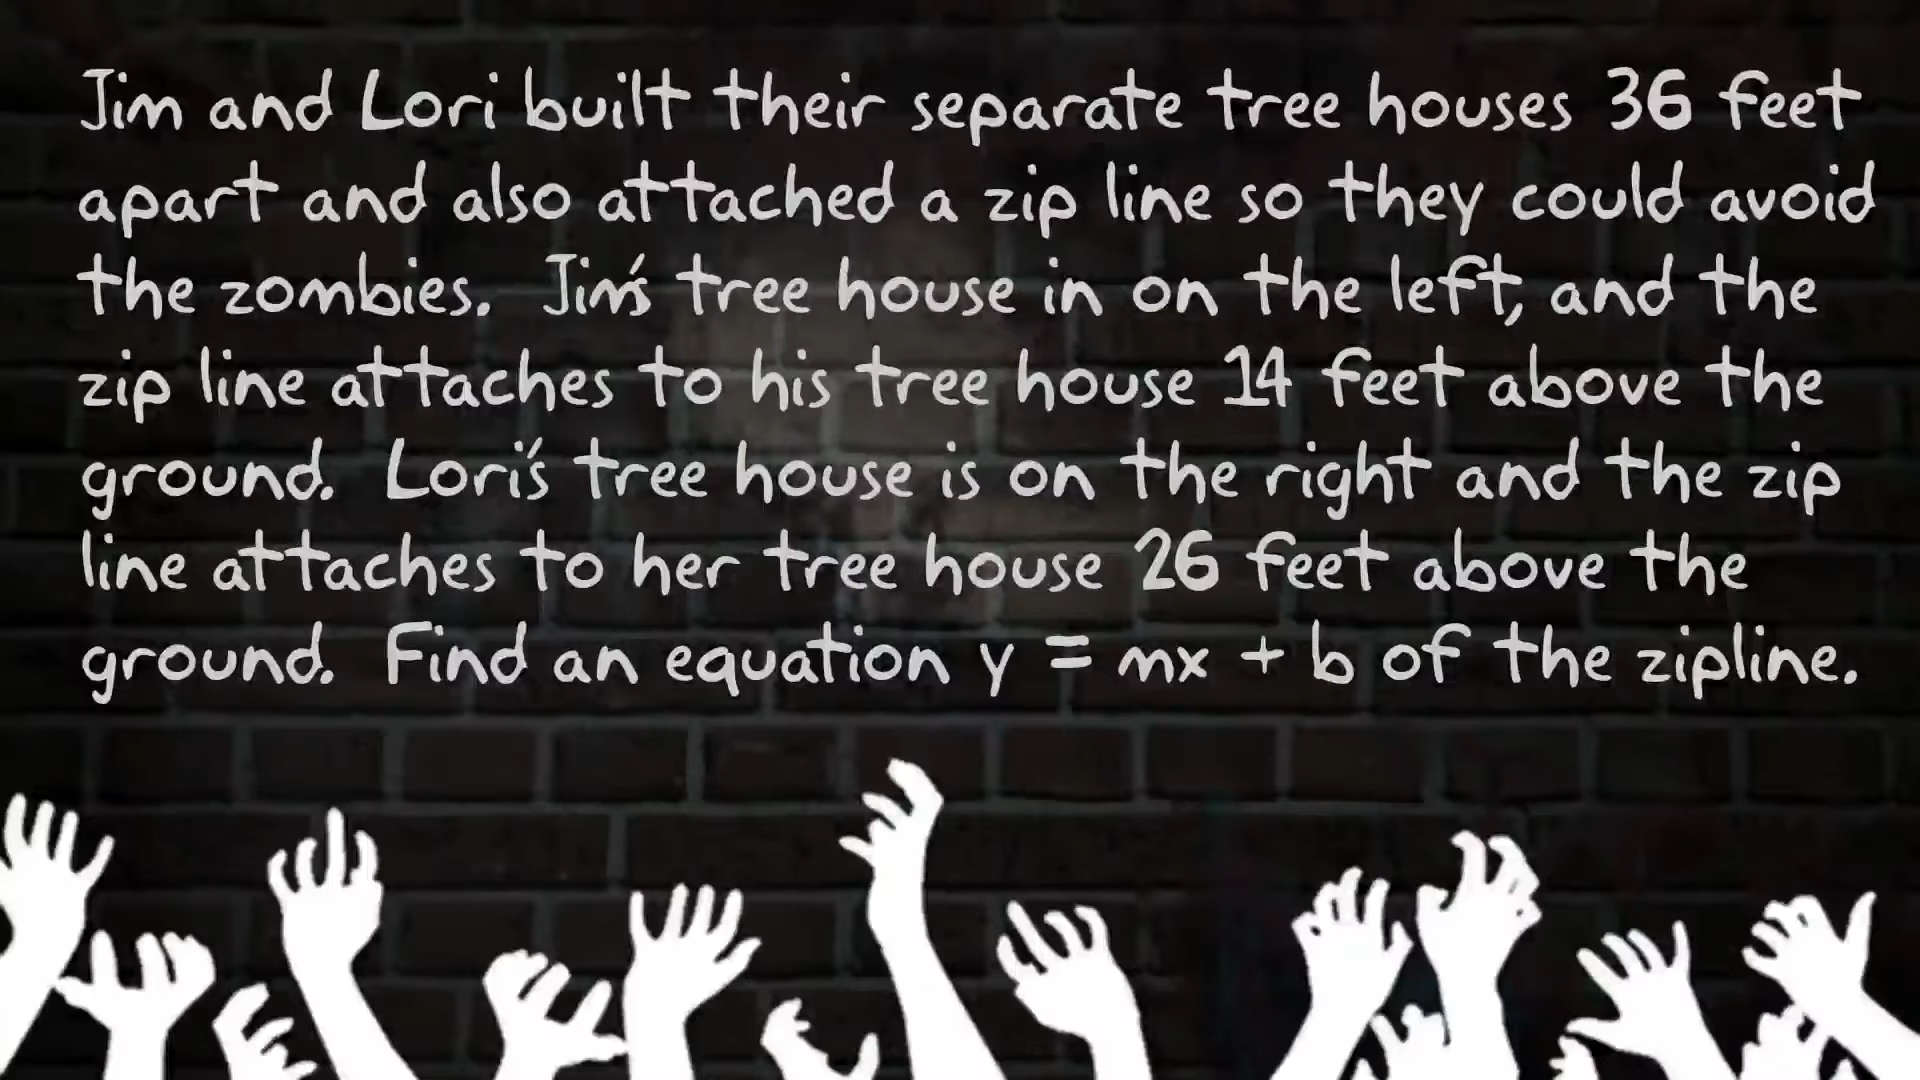 Jim and Lori built their separate tree houses 36 feet
apart and also attached a zip line so they could avoid
the zombies. Jim's tree house in on the left, and the
zip line attaches to his tree house 14 feet above the
ground. Lori's tree house is on the right and the zip
line attaches to her tree house 26 feet above the
ground. Find an equation y = mx + b of the zipline.